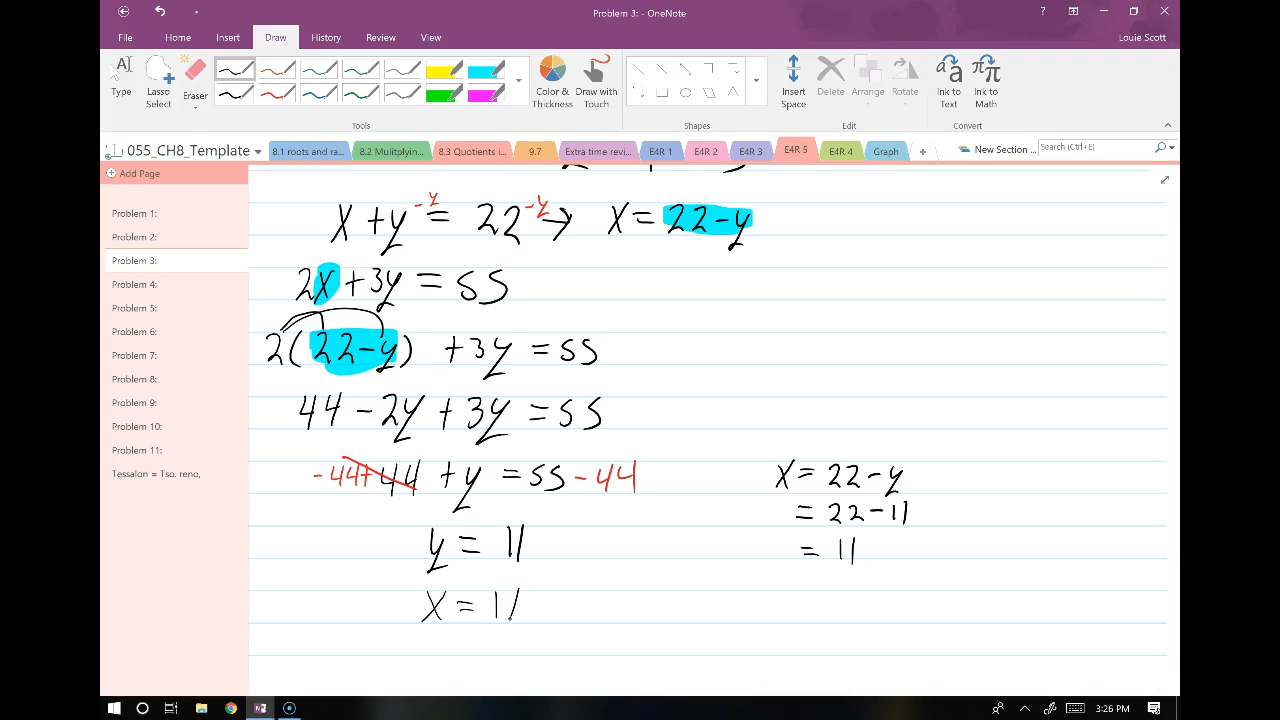 Problem 3: - OneNote
?
File Home Insert Draw History Review View
Louie Scott
Type
Lasso Select
Eraser
Color & Thickness
Draw with Touch
Insert Space
Delete
Arrange
Rotate
Ink to Text
Ink to Math
Tools Shapes Edit Convert
055_CH8_Template
8.1 roots and ra...
8.2 Mulitplyin...
8.3 Quotients i...
9.7
Extra time revi...
E4R 1
E4R 2
E4R 3
E4R 5
E4R 4
Graph
+
New Section ...
Search (Ctrl+E)
Add Page
Problem 1:
Problem 2:
Problem 3:
Problem 4:
Problem 5:
Problem 6:
Problem 7:
Problem 8:
Problem 9:
Problem 10:
Problem 11:
Tessalon = Tso. reno,
x + y -y = 22 -y → x = 22 - y
2x + 3y = 55
2(22 - y) + 3y = 55
44 - 2y + 3y = 55
-44 + 44 + y = 55 - 44
y = 11
x = 11
x = 22 - y
= 22 - 11
= 11
3:26 PM